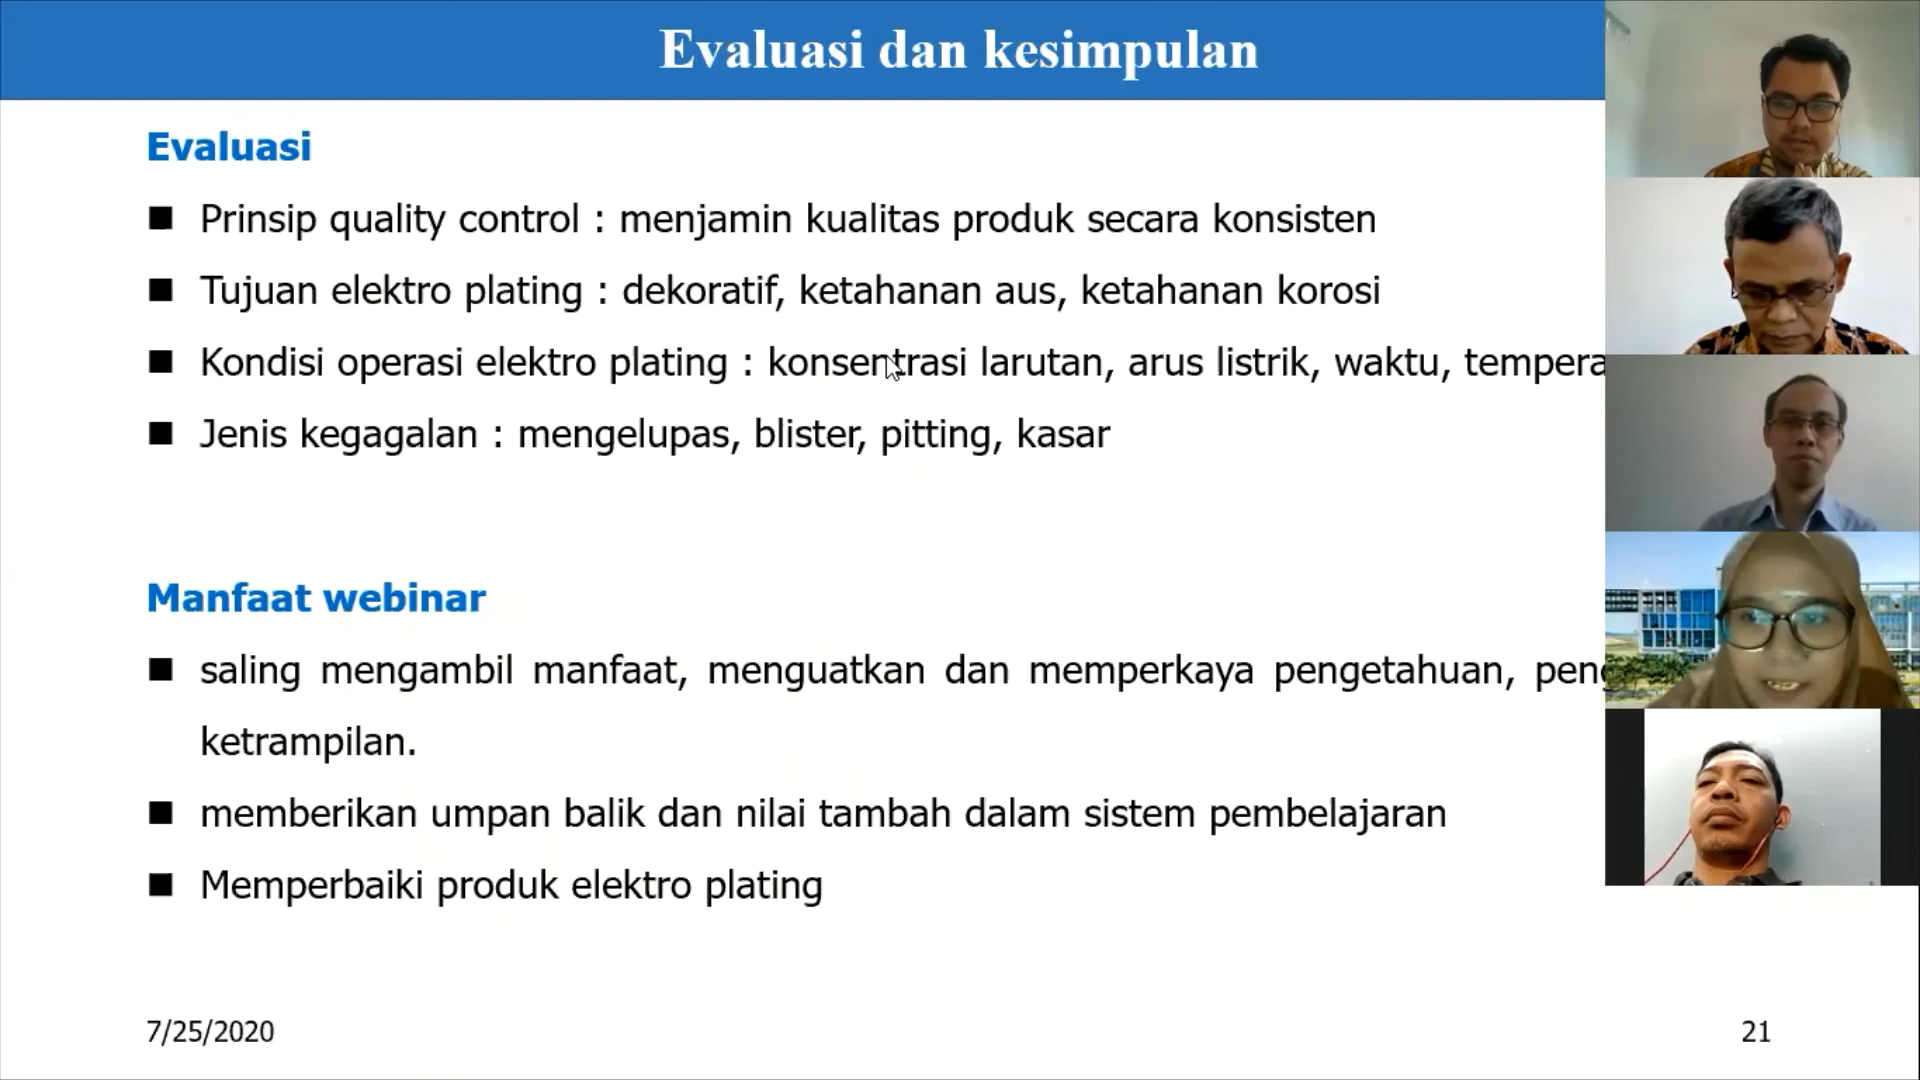 Evaluasi dan kesimpulan
Evaluasi
Prinsip quality control : menjamin kualitas produk secara konsisten
Tujuan elektro plating : dekoratif, ketahanan aus, ketahanan korosi
Kondisi operasi elektro plating : konsentrasi larutan, arus listrik, waktu,
Jenis kegagalan : mengelupas, blister, pitting, kasar
Manfaat webinar
saling mengambil manfaat, menguatkan dan memperkaya pengetahuan,
ketrampilan.
memberikan umpan balik dan nilai tambah dalam sistem pembelajaran
Memperbaiki produk elektro plating
7/25/2020
21